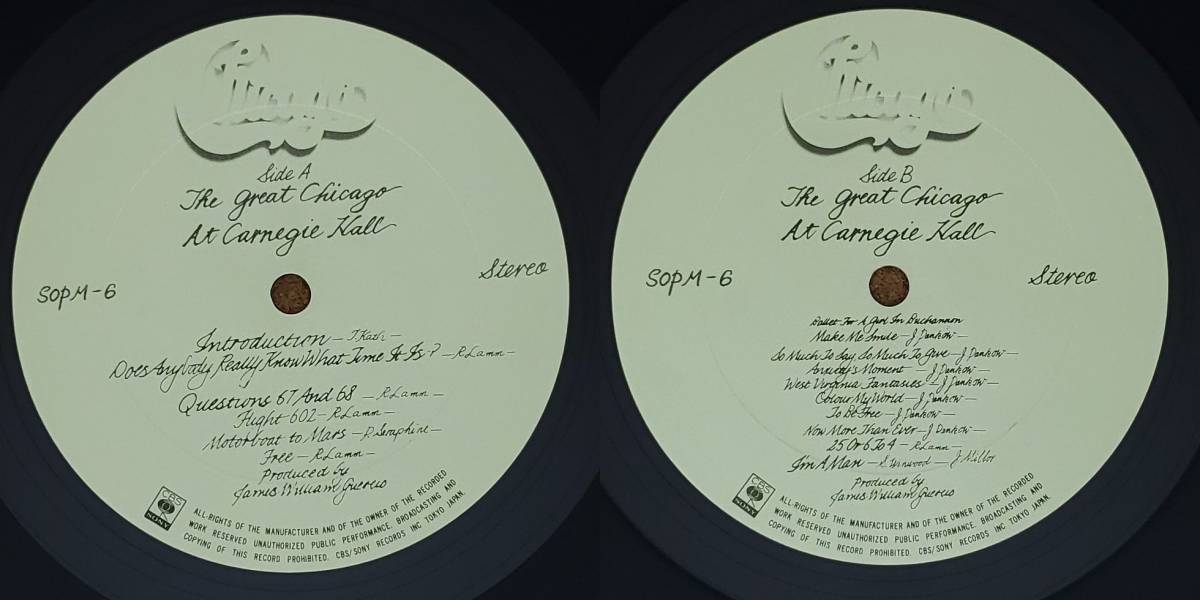 Chicago
Side A
The Great Chicago
At Carnegie Hall
SOPM-6
Stereo
Introduction — T. Kath —
Does Anybody Really Know What Time It Is? — R. Lamm —
Questions 67 And 68 — R. Lamm —
Flight 602 — R. Lamm —
Motorboat to Mars — D. Seraphine —
Free — R. Lamm —
Produced by
James William Guercio
CBS
SONY
ALL-RIGHTS OF THE MANUFACTURER AND OF THE OWNER OF THE RECORDED
WORK RESERVED UNAUTHORIZED PUBLIC PERFORMANCE, BROADCASTING AND
COPYING OF THIS RECORD PROHIBITED. CBS/SONY RECORDS INC TOKYO JAPAN.
Chicago
Side B
The Great Chicago
At Carnegie Hall
SOPM-6
Stereo
Ballet For A Girl In Buchannon
Make Me Smile — J. Pankow —
So Much To Say, So Much To Give — J. Pankow —
Anxiety's Moment — J. Pankow —
West Virginia Fantasies — J. Pankow —
Colour My World — J. Pankow —
To Be Free — J. Pankow —
Now More Than Ever — J. Pankow —
25 Or 6 To 4 — R. Lamm —
I'm A Man — S. Winwood — J. Miller
Produced by
James William Guercio
CBS
SONY
ALL-RIGHTS OF THE MANUFACTURER AND OF THE OWNER OF THE RECORDED
WORK RESERVED UNAUTHORIZED PUBLIC PERFORMANCE, BROADCASTING AND
COPYING OF THIS RECORD PROHIBITED. CBS/SONY RECORDS INC TOKYO JAPAN.